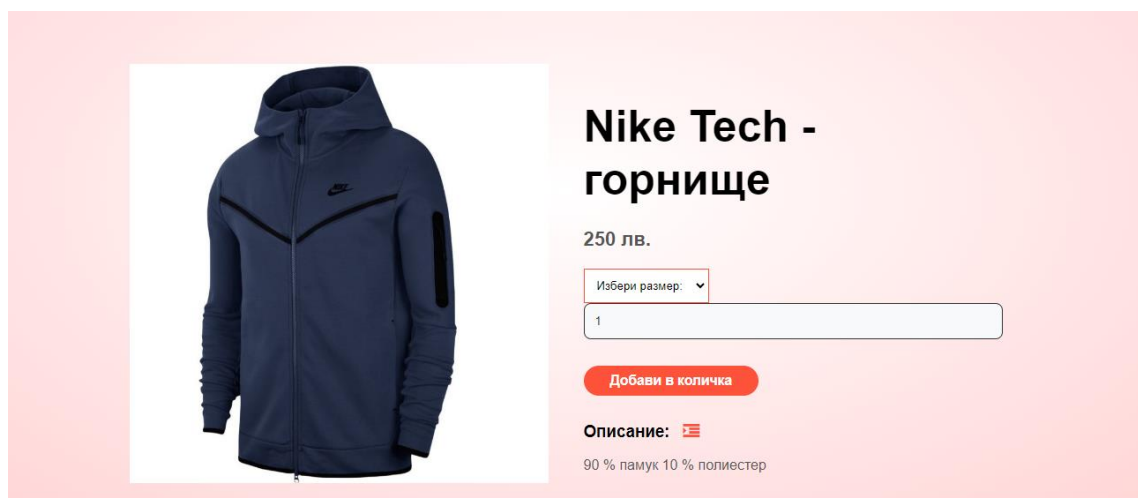 Nike Tech -
горнище
250 лв.
Избери размер:
1
Добави в количка
Описание:
90 % памук 10 % полиестер